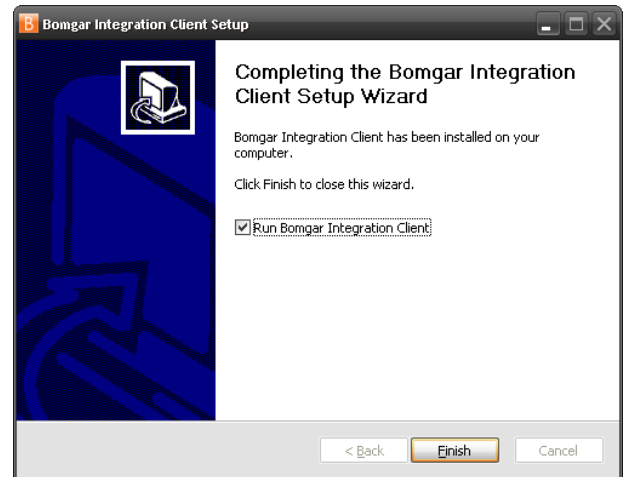 B Bomgar Integration Client Setup
Completing the Bomgar Integration
Client Setup Wizard
Bomgar Integration Client has been installed on your
computer.
Click Finish to close this wizard.
Run Bomgar Integration Client
< Back Finish Cancel